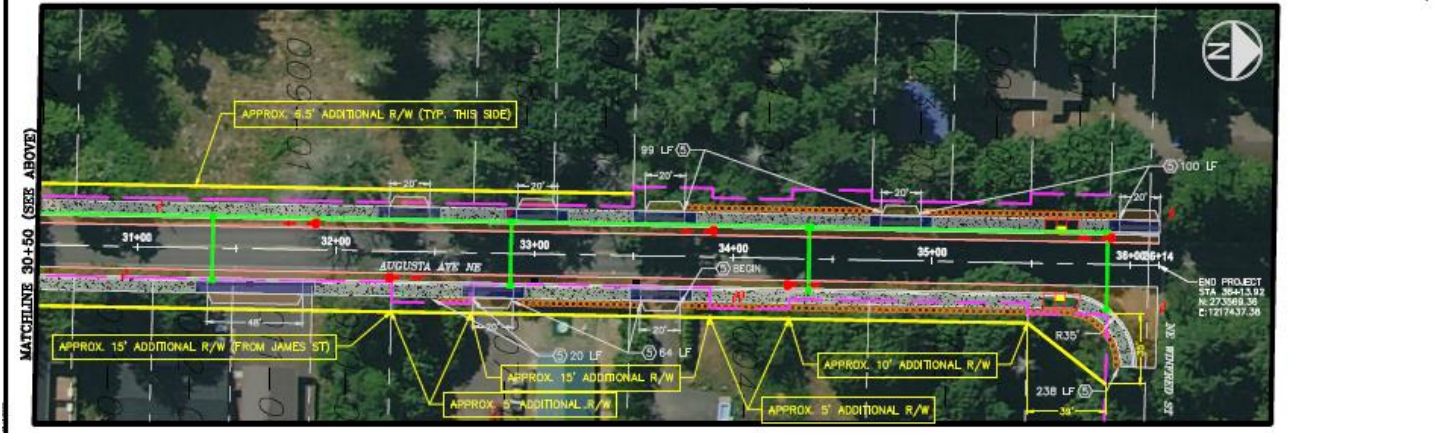 MATCHLINE 30+50 (SEE ABOVE)
N
APPROX. 6.5' ADDITIONAL R/W (TYP. THIS SIDE)
99 LF 5
5 100 LF
20'
20'
20'
20'
20'
31+00
32+00
33+00
34+00
35+00
36+14
AUGUSTA AVE NE
5 BEGIN
END PROJECT
STA 36+13.92
N: 273569.36
E:1217437.36
48'
20'
20'
5 20 LF
5 64 LF
R35'
35'
39'
238 LF 5
NE WINFRED ST
APPROX. 15' ADDITIONAL R/W (FROM JAMES ST)
APPROX. 15' ADDITIONAL R/W
APPROX. 10' ADDITIONAL R/W
APPROX. 5' ADDITIONAL R/W
APPROX. 5' ADDITIONAL R/W